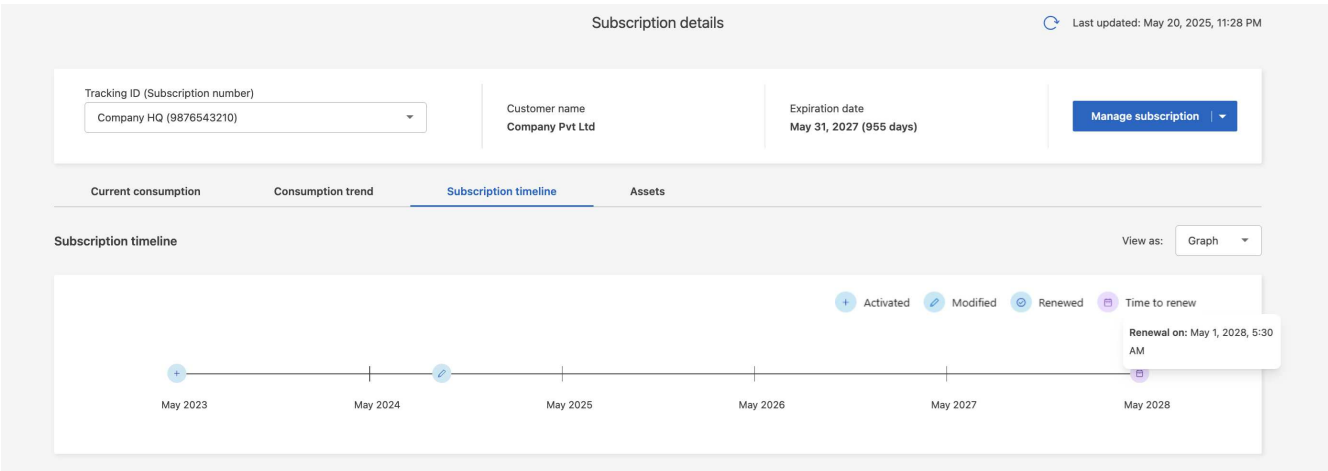 Subscription details
Last updated: May 20, 2025, 11:28 PM
Tracking ID (Subscription number)
Company HQ (9876543210)
Customer name
Company Pvt Ltd
Expiration date
May 31, 2027 (955 days)
Manage subscription
Current consumption
Consumption trend
Subscription timeline
Assets
Subscription timeline
View as:
Graph
Activated
Modified
Renewed
Time to renew
Renewal on: May 1, 2028, 5:30
AM
May 2023
May 2024
May 2025
May 2026
May 2027
May 2028